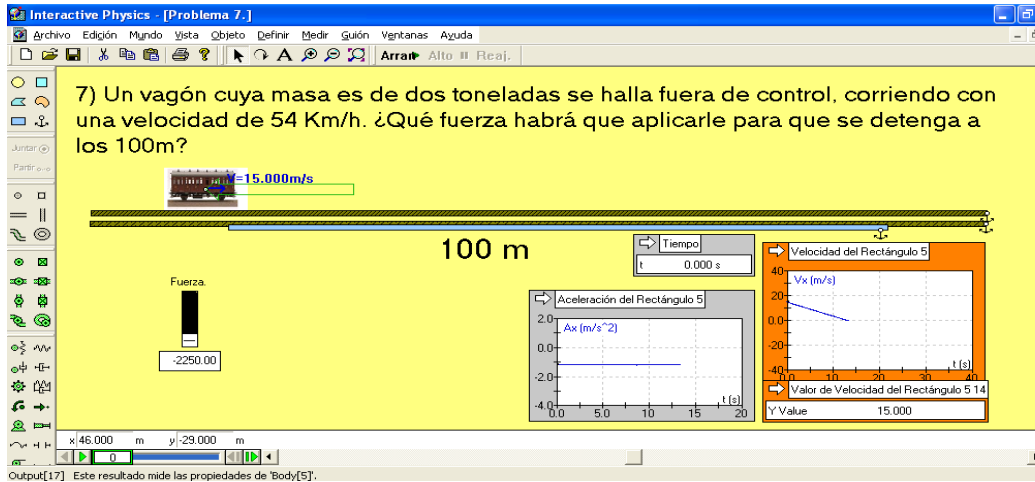 Interactive Physics - [Problema 7.]
Archivo Edición Mundo Vista Objeto Definir Medir Guión Ventanas Ayuda
Arran Alto Reaj.
7) Un vagón cuya masa es de dos toneladas se halla fuera de control, corriendo con
una velocidad de 54 Km/h. ¿Qué fuerza habrá que aplicarle para que se detenga a
los 100m?
Juntar
Partir
V=15.000m/s
100 m
Tiempo
t 0.000 s
Velocidad del Rectángulo 5
40
Vx (m/s)
20
0.0
-20
-40
0.0 10 20 30 40
t (s)
Fuerza.
-2250.00
Aceleración del Rectángulo 5
2.0
Ax (m/s^2)
0.0
-2.0
-4.0
0.0 5.0 10 15 20
t (s)
Valor de Velocidad del Rectángulo 5 14
Y Value 15.000
x 46.000 m y -29.000 m
0
Output[17] Este resultado mide las propiedades de 'Body[5]'.